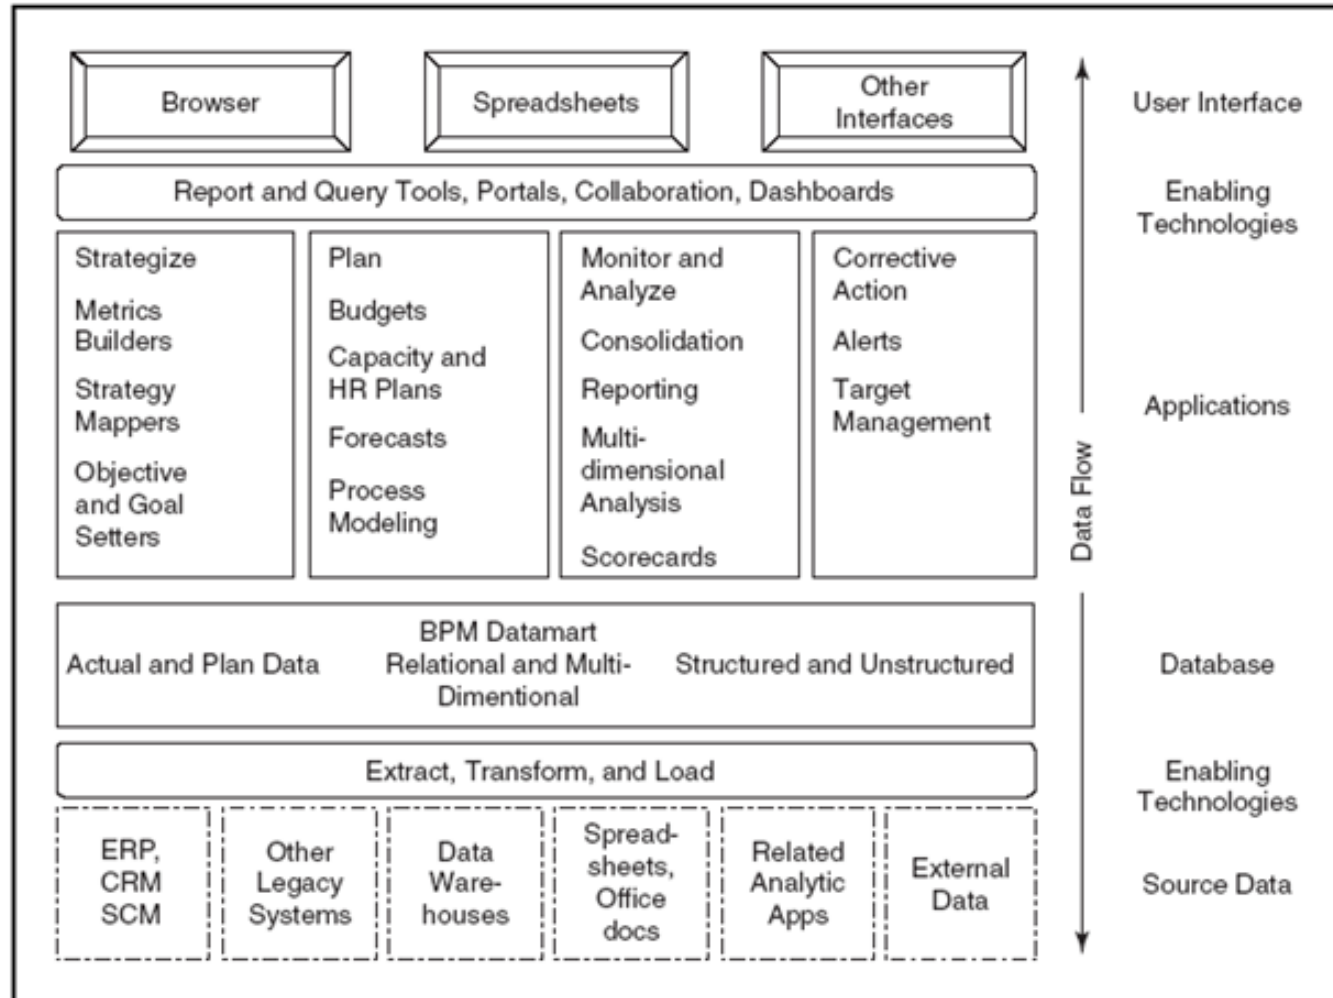 Browser
Spreadsheets
Other
Interfaces
User Interface
Report and Query Tools, Portals, Collaboration, Dashboards
Enabling
Technologies
Strategize
Metrics
Builders
Strategy
Mappers
Objective
and Goal
Setters
Plan
Budgets
Capacity and
HR Plans
Forecasts
Process
Modeling
Monitor and
Analyze
Consolidation
Reporting
Multi-
dimensional
Analysis
Scorecards
Corrective
Action
Alerts
Target
Management
Applications
Data Flow
BPM Datamart
Actual and Plan Data
Relational and Multi-
Dimentional
Structured and Unstructured
Database
Extract, Transform, and Load
Enabling
Technologies
ERP,
CRM
SCM
Other
Legacy
Systems
Data
Ware-
houses
Spread-
sheets,
Office
docs
Related
Analytic
Apps
External
Data
Source Data